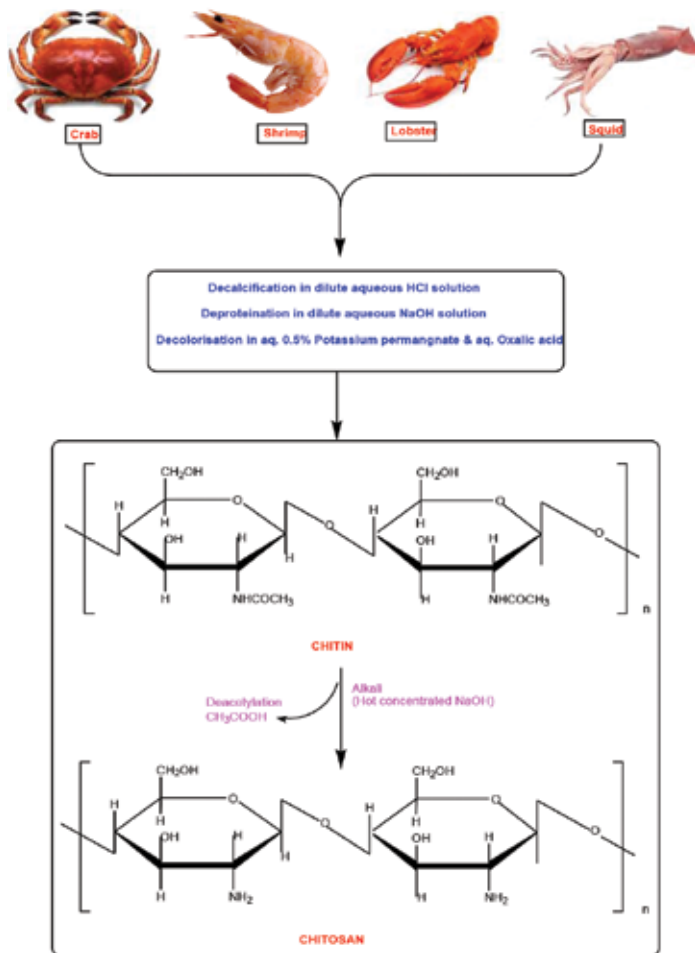 Crab
Shrimp
Lobster
Squid
Decalcification in dilute aqueous HCl solution
Deproteination in dilute aqueous NaOH solution
Decolorisation in aq. 0.5% Potassium permangnate & aq. Oxalic acid
CH₂OH
CH₂OH
H
O
O
H
H
H
O
H
OH
H
OH
H
O
H
H
NHCOCH₃
H
NHCOCH₃
n
CHITIN
Deacetylation
CH₃COOH
Alkali
(Hot concentrated NaOH)
CH₂OH
CH₂OH
H
O
O
H
H
H
O
H
OH
H
OH
H
O
H
H
NH₂
H
NH₂
n
CHITOSAN